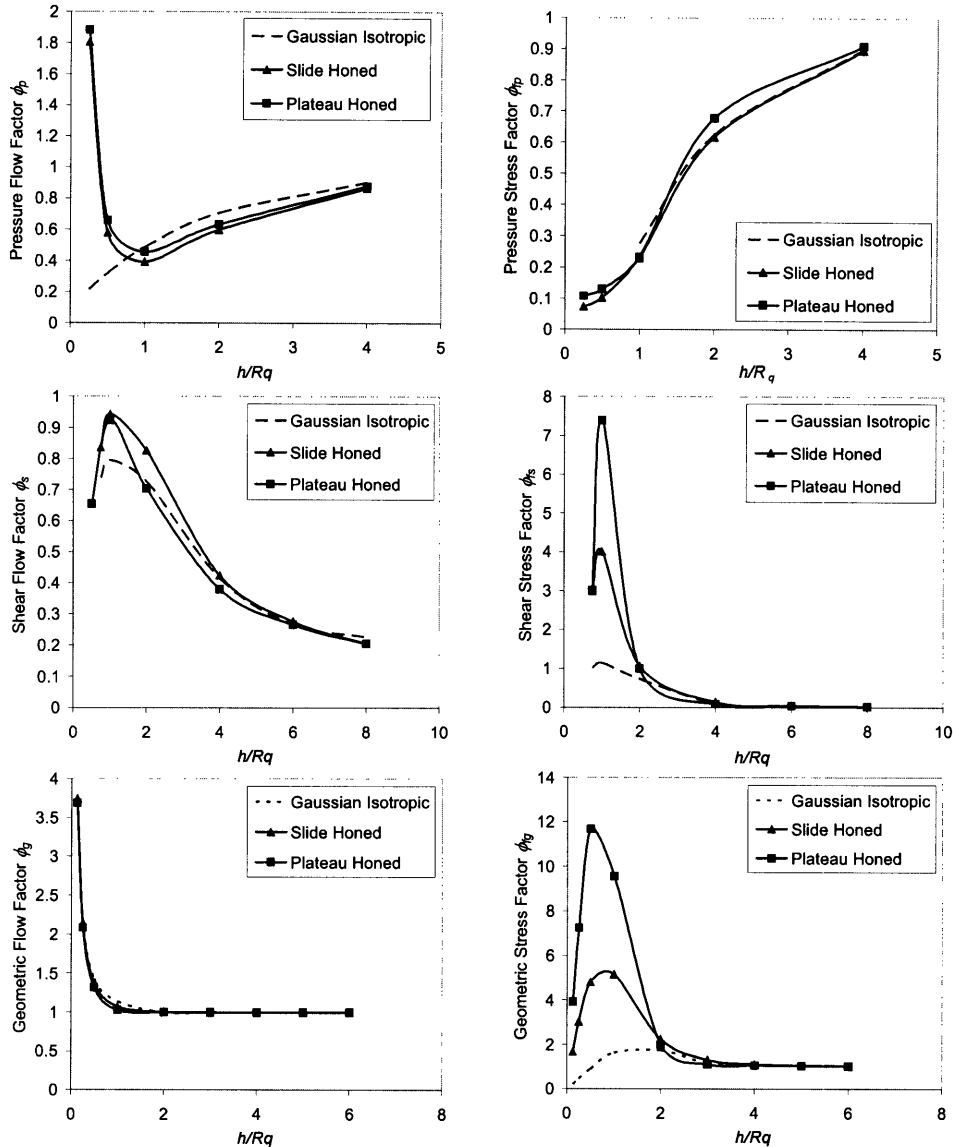 Pressure Flow Factor ϕp
2
1.8
1.6
1.4
1.2
1
0.8
0.6
0.4
0.2
0
Gaussian Isotropic
Slide Honed
Plateau Honed
0 1 2 3 4 5
h/Rq
Pressure Stress Factor ϕfp
1
0.9
0.8
0.7
0.6
0.5
0.4
0.3
0.2
0.1
0
Gaussian Isotropic
Slide Honed
Plateau Honed
0 1 2 3 4 5
h/Rq
Shear Flow Factor ϕs
1
0.9
0.8
0.7
0.6
0.5
0.4
0.3
0.2
0.1
0
Gaussian Isotropic
Slide Honed
Plateau Honed
0 2 4 6 8 10
h/Rq
Shear Stress Factor ϕfs
8
7
6
5
4
3
2
1
0
Gaussian Isotropic
Slide Honed
Plateau Honed
0 2 4 6 8 10
h/Rq
Geometric Flow Factor ϕg
4
3.5
3
2.5
2
1.5
1
0.5
0
Gaussian Isotropic
Slide Honed
Plateau Honed
0 2 4 6 8
h/Rq
Geometric Stress Factor ϕfg
14
12
10
8
6
4
2
0
Gaussian Isotropic
Slide Honed
Plateau Honed
0 2 4 6 8
h/Rq